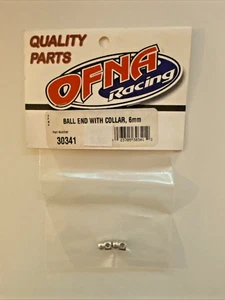 QUALITY
PARTS
OFNA
Racing
BALL END WITH COLLAR, 6mm
30341